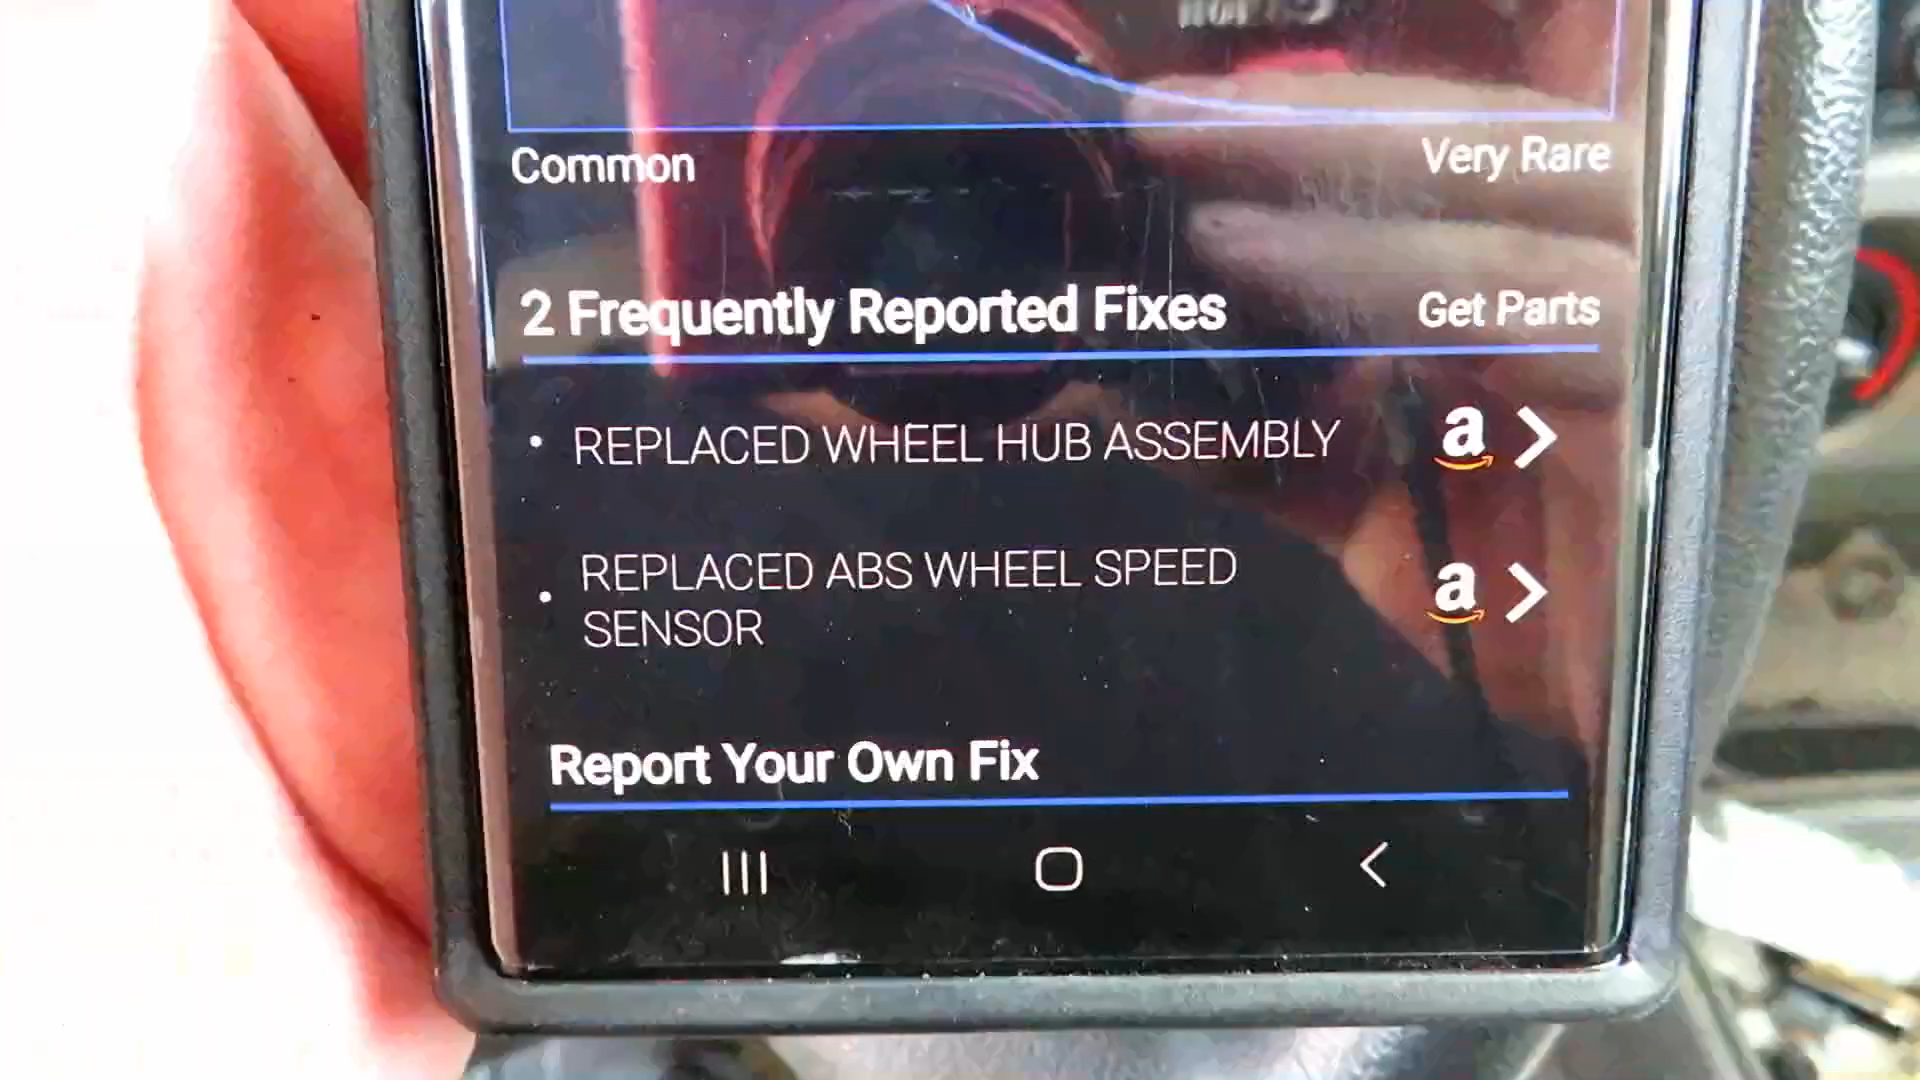 Common
Very Rare
2 Frequently Reported Fixes
Get Parts
• REPLACED WHEEL HUB ASSEMBLY
a
• REPLACED ABS WHEEL SPEED
SENSOR
a
Report Your Own Fix